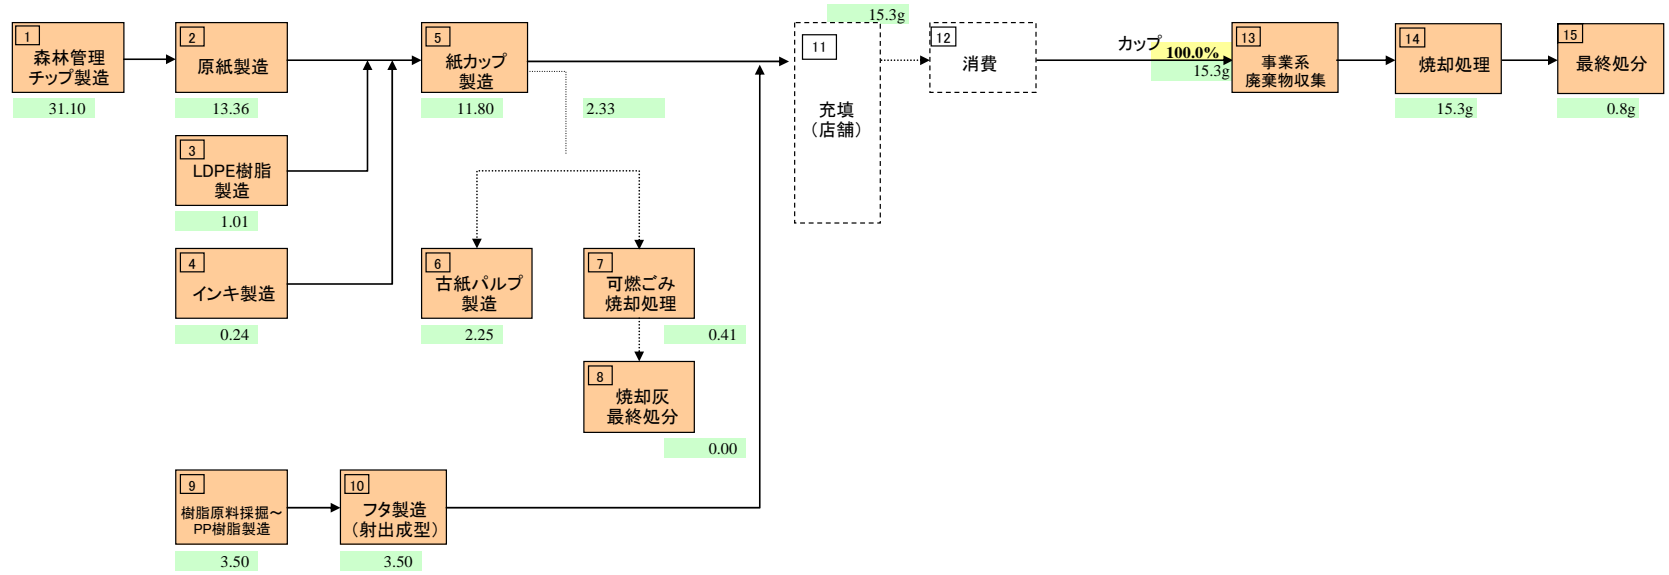 1
森林管理
チップ製造
31.10
2
原紙製造
13.36
3
LDPE樹脂
製造
1.01
4
インキ製造
0.24
5
紙カップ
製造
11.80
2.33
6
古紙パルプ
製造
2.25
7
可燃ごみ
焼却処理
0.41
8
焼却灰
最終処分
0.00
9
樹脂原料採掘～
PP樹脂製造
3.50
10
フタ製造
（射出成型）
3.50
15.3g
11
充填
（店舗）
12
消費
カップ
100.0%
15.3g
13
事業系
廃棄物収集
14
焼却処理
15.3g
15
最終処分
0.8g